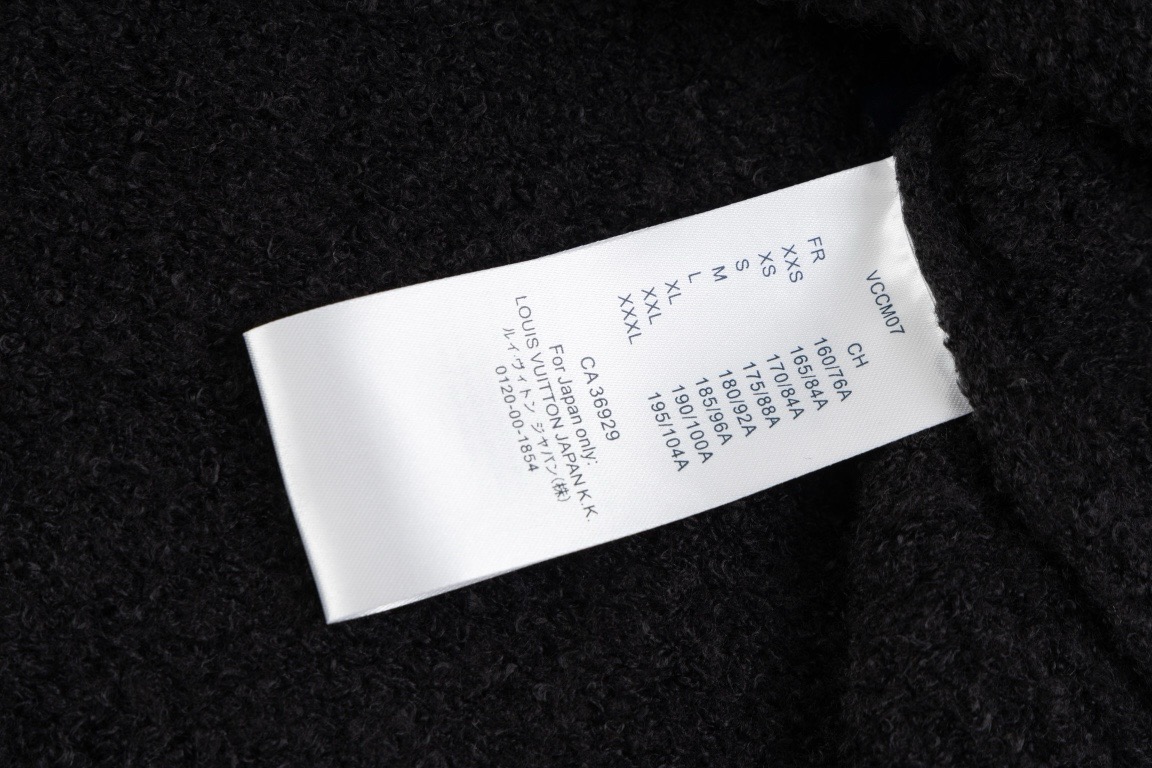 VCCM07
FR CH
XXS 160/76A
XS 165/84A
S 170/84A
M 175/88A
L 180/92A
XL 185/96A
XXL 190/100A
XXXL 195/104A
CA 36929
For Japan only:
LOUIS VUITTON JAPAN K.K.
ルイ・ヴィトン ジャパン(株)
0120-00-1854